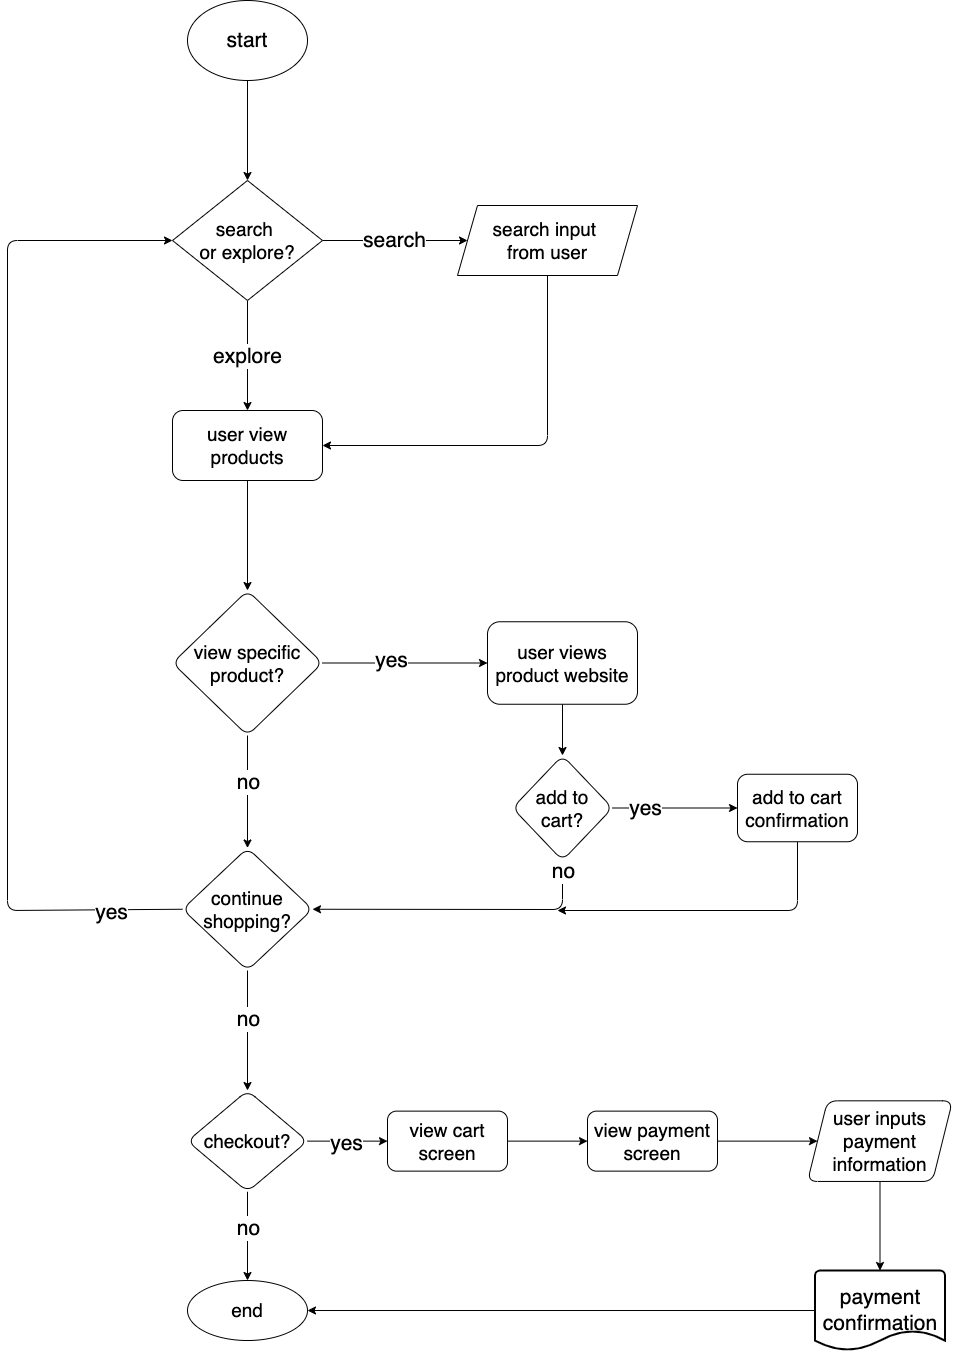 start
search
or explore?
search
search input
from user
explore
user view
products
view specific
product?
yes
user views
product website
no
add to
cart?
yes
add to cart
confirmation
no
continue
shopping?
yes
no
checkout?
yes
view cart
screen
view payment
screen
user inputs
payment
information
no
end
payment
confirmation